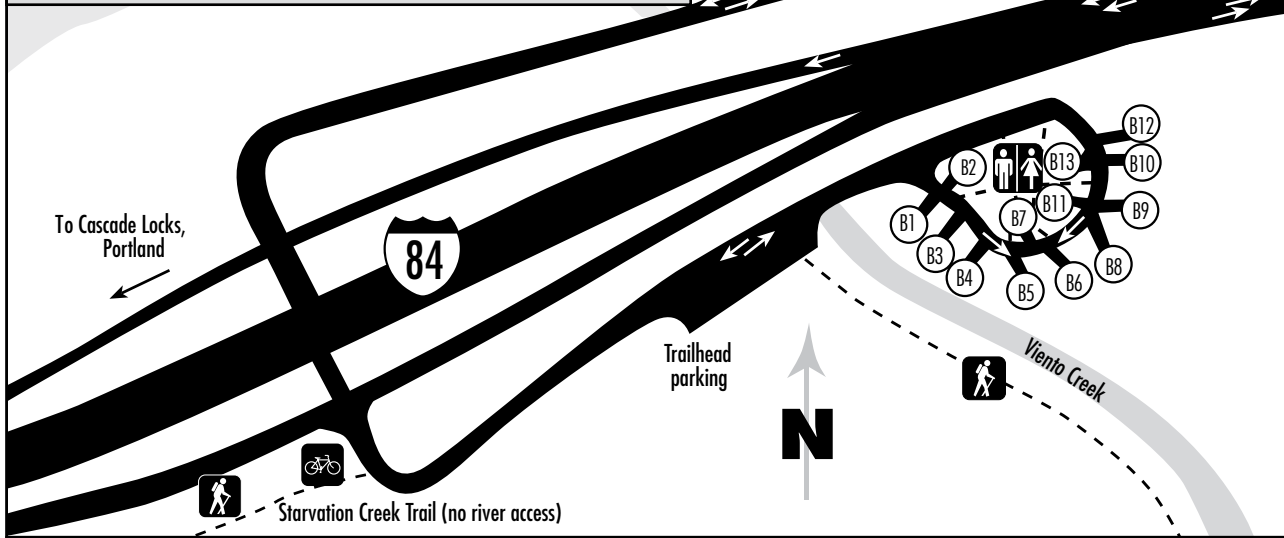 B12
B2
B13
B10
B11
B9
B1
B7
To Cascade Locks,
Portland
84
B3
B4
B6
B8
B5
Trailhead
parking
Viento Creek
N
Starvation Creek Trail (no river access)